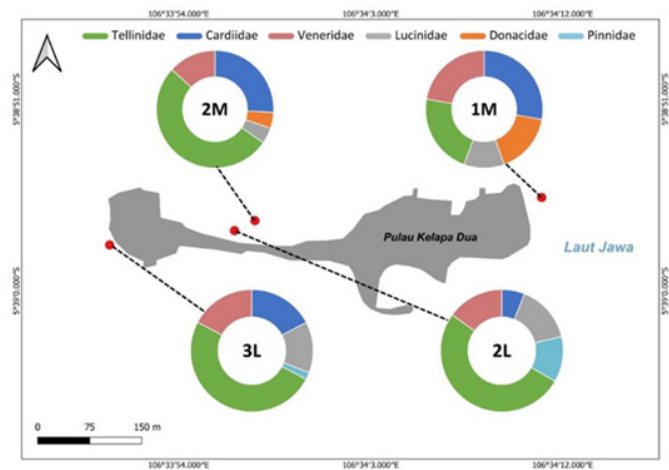 106°33'54.000"E 106°34'3.000"E 106°34'12.000"E
Tellinidae Cardiidae Veneridae Lucinidae Donacidae Pinnidae
5°38'51.000"S 5°38'51.000"S
2M 1M
Pulau Kelapa Dua
Laut Jawa
5°39'0.000"S 5°39'0.000"S
3L 2L
0 75 150 m
106°33'54.000"E 106°34'3.000"E 106°34'12.000"E